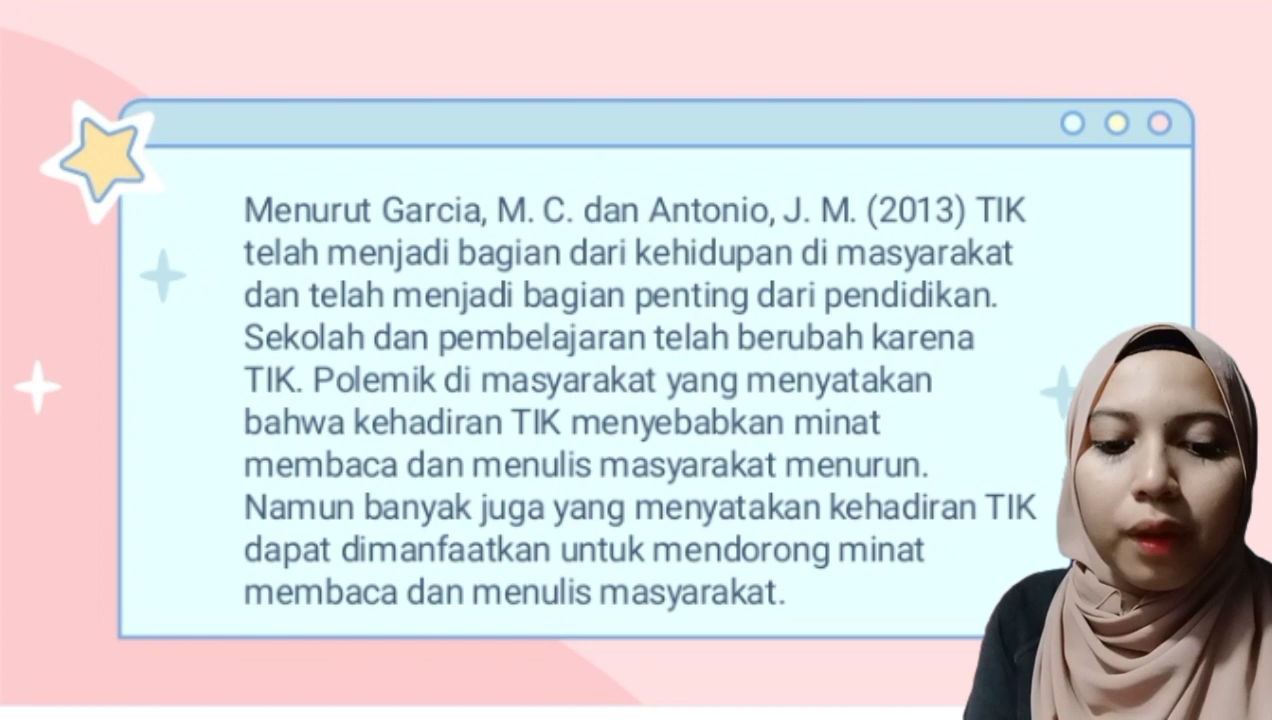 Menurut Garcia, M. C. dan Antonio, J. M. (2013) TIK
telah menjadi bagian dari kehidupan di masyarakat
dan telah menjadi bagian penting dari pendidikan.
Sekolah dan pembelajaran telah berubah karena
TIK. Polemik di masyarakat yang menyatakan
bahwa kehadiran TIK menyebabkan minat
membaca dan menulis masyarakat menurun.
Namun banyak juga yang menyatakan kehadiran TIK
dapat dimanfaatkan untuk mendorong minat
membaca dan menulis masyarakat.